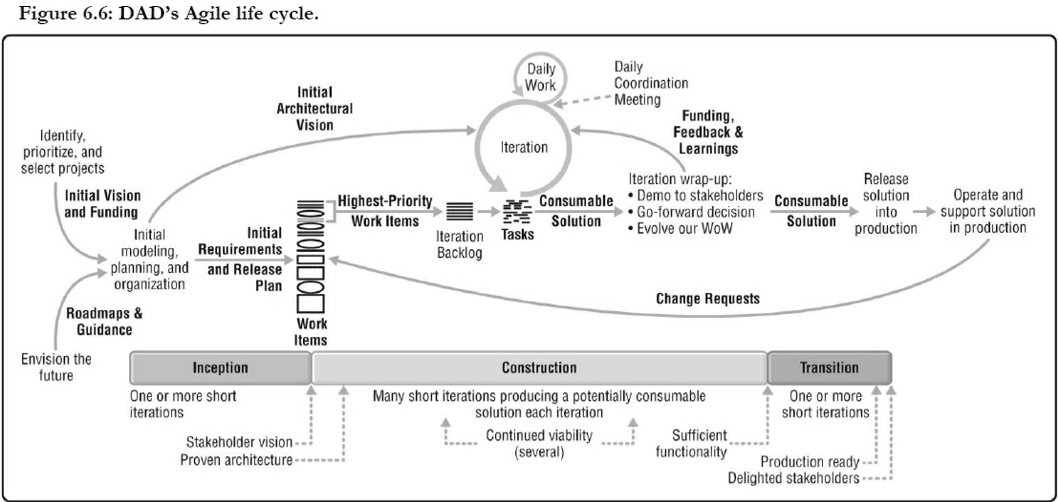 Figure 6.6: DAD's Agile life cycle.
Daily
Work
Daily
Coordination
Meeting
Initial
Architectural
Vision
Iteration
Funding,
Feedback &
Learnings
Identify,
prioritize, and
select projects
Initial Vision
and Funding
Initial
modeling,
planning, and
organization
Initial
Requirements
and Release
Plan
Roadmaps &
Guidance
Envision the
future
Work
Items
Highest-Priority
Work Items
Iteration
Backlog
Tasks
Consumable
Solution
Iteration wrap-up:
• Demo to stakeholders
• Go-forward decision
• Evolve our WoW
Consumable
Solution
Release
solution
into
production
Operate and
support solution
in production
Change Requests
Inception
Construction
Transition
One or more short
iterations
Many short iterations producing a potentially consumable
solution each iteration
One or more
short iterations
Stakeholder vision
Proven architecture
Continued viability
(several)
Sufficient
functionality
Production ready
Delighted stakeholders